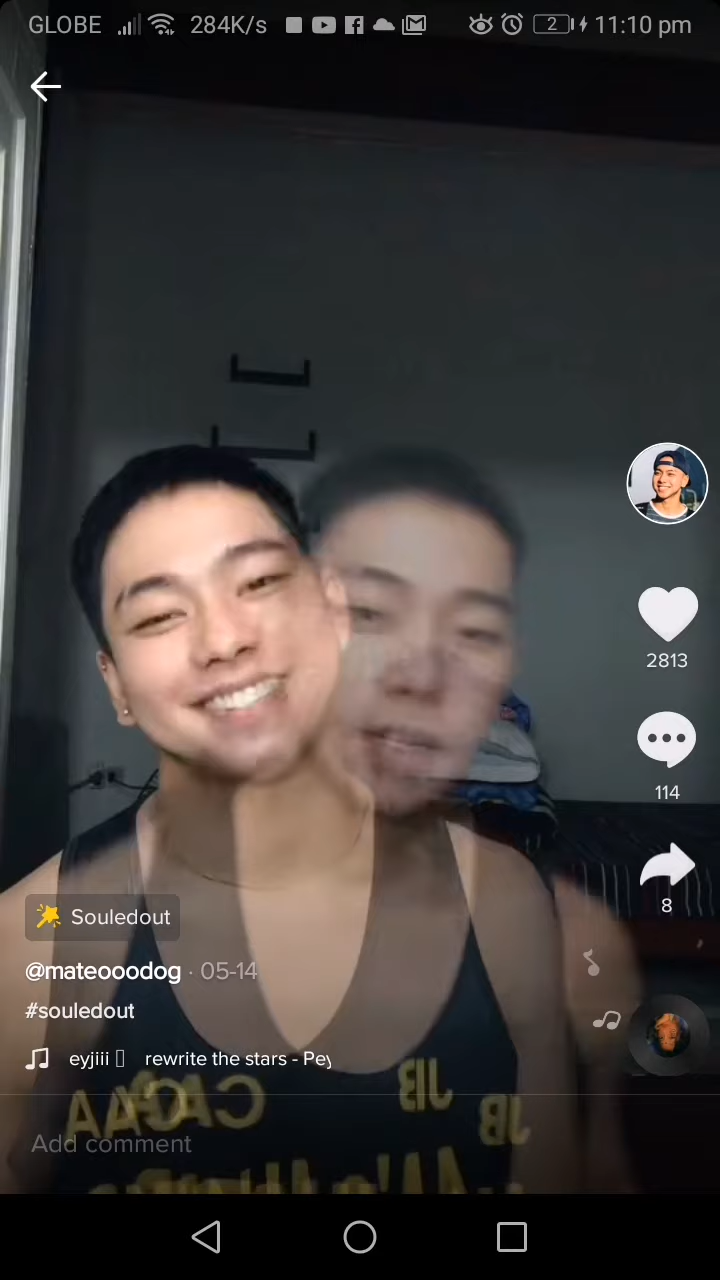 GLOBE 284K/s 2 11:10 pm
2813
114
8
Souledout
@mateooodog · 05-14
#souledout
eyjiii rewrite the stars - Pey
Add comment